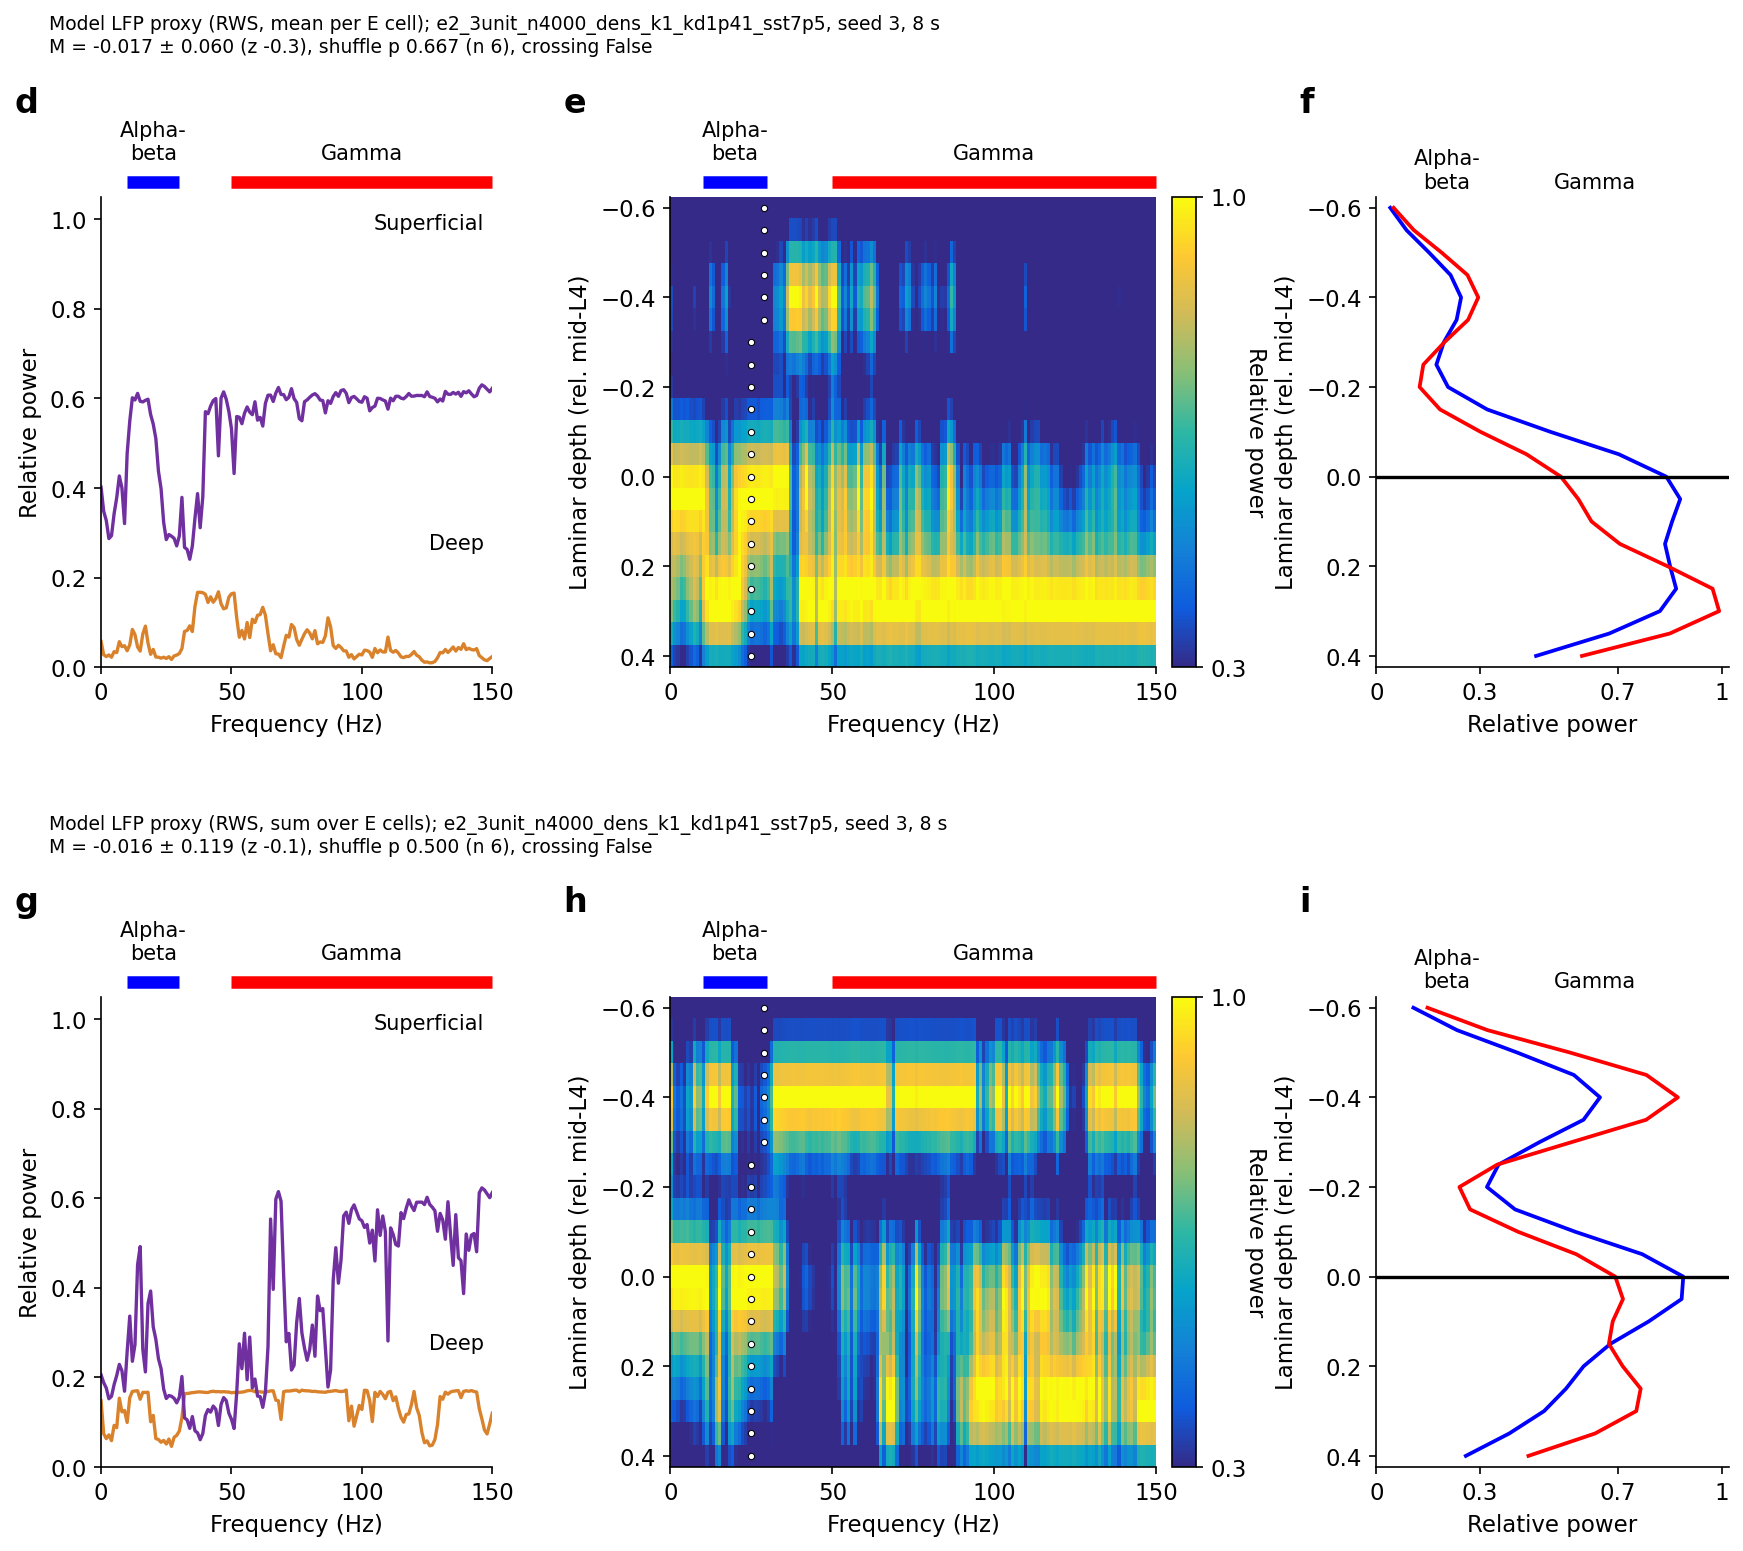 Model LFP proxy (RWS, mean per E cell); e2_3unit_n4000_dens_k1_kd1p41_sst7p5, seed 3, 8 s
M = -0.017 ± 0.060 (z -0.3), shuffle p 0.667 (n 6), crossing False
d
Alpha-
beta
Gamma
Superficial
Deep
1.0
0.8
0.6
0.4
0.2
0.0
0
50
100
150
Relative power
Frequency (Hz)
e
Alpha-
beta
Gamma
−0.6
−0.4
−0.2
0.0
0.2
0.4
0
50
100
150
Laminar depth (rel. mid-L4)
Frequency (Hz)
1.0
0.3
Relative power
f
Alpha-
beta
Gamma
−0.6
−0.4
−0.2
0.0
0.2
0.4
0
0.3
0.7
1
Laminar depth (rel. mid-L4)
Relative power
Model LFP proxy (RWS, sum over E cells); e2_3unit_n4000_dens_k1_kd1p41_sst7p5, seed 3, 8 s
M = -0.016 ± 0.119 (z -0.1), shuffle p 0.500 (n 6), crossing False
g
Alpha-
beta
Gamma
Superficial
Deep
1.0
0.8
0.6
0.4
0.2
0.0
0
50
100
150
Relative power
Frequency (Hz)
h
Alpha-
beta
Gamma
−0.6
−0.4
−0.2
0.0
0.2
0.4
0
50
100
150
Laminar depth (rel. mid-L4)
Frequency (Hz)
1.0
0.3
Relative power
i
Alpha-
beta
Gamma
−0.6
−0.4
−0.2
0.0
0.2
0.4
0
0.3
0.7
1
Laminar depth (rel. mid-L4)
Relative power